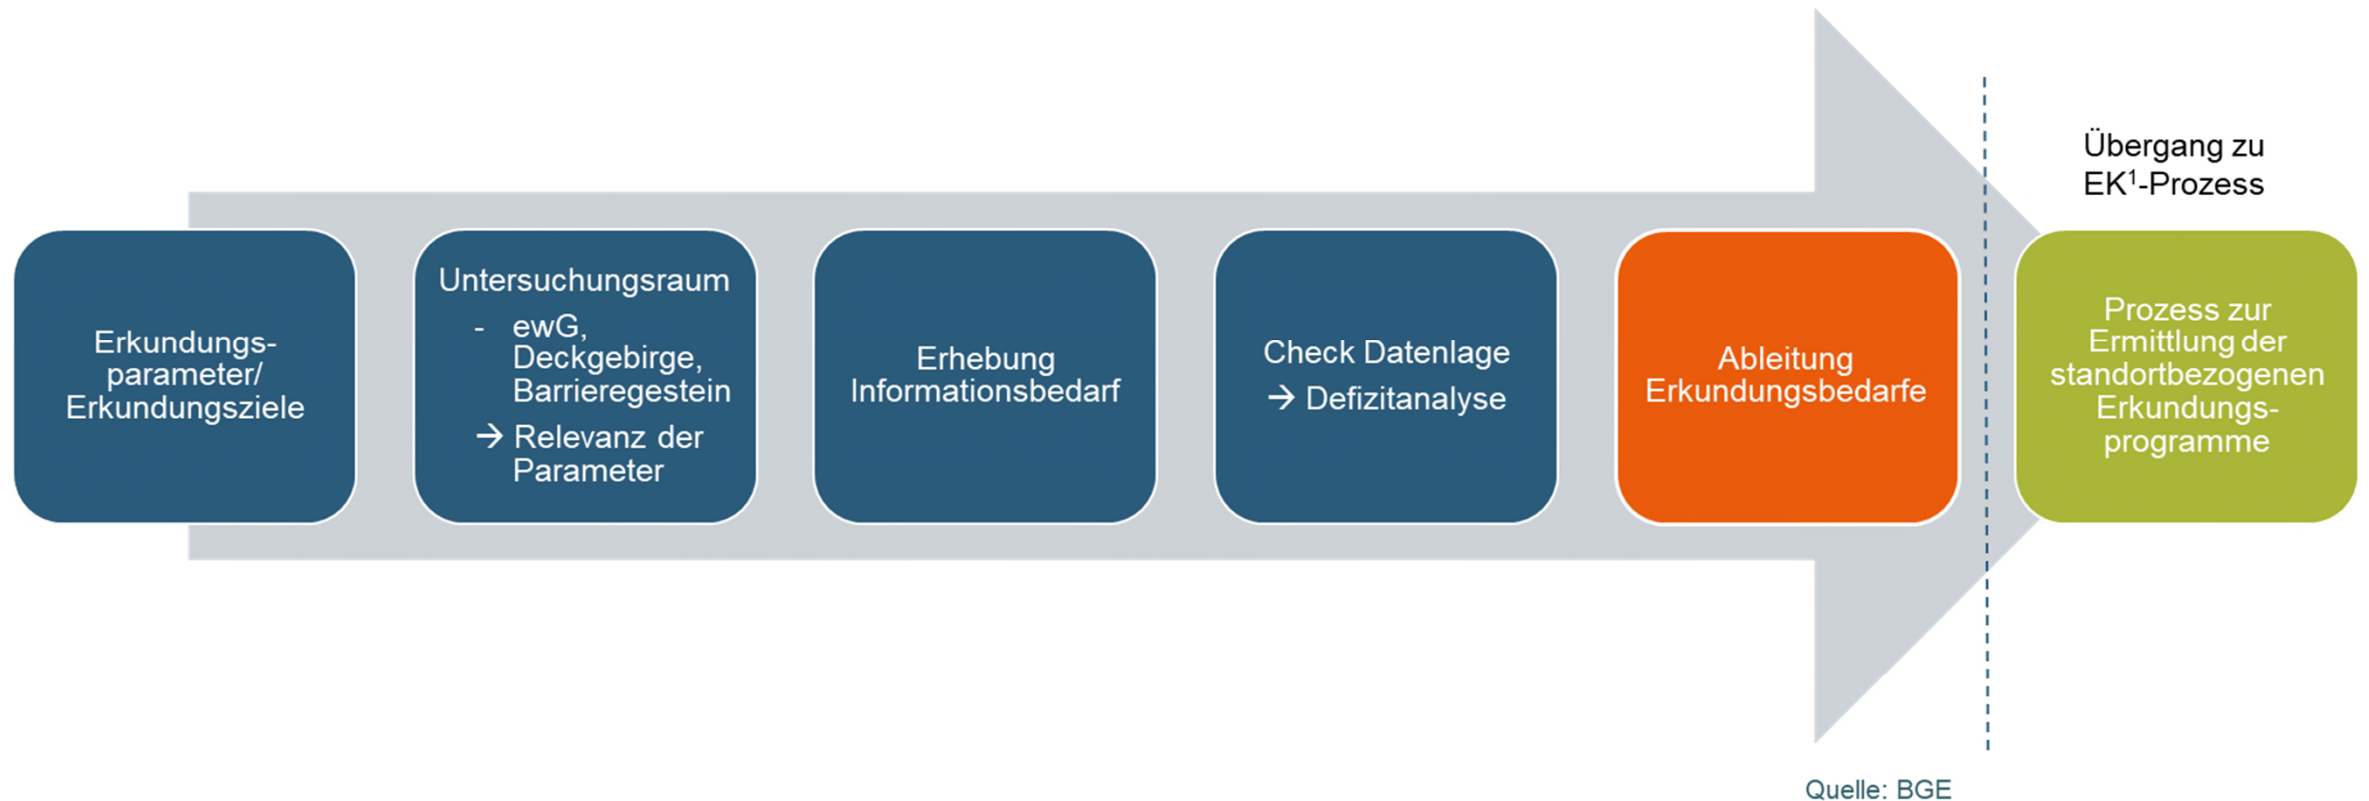 Übergang zu
EK¹-Prozess
Erkundungs-
parameter/
Erkundungsziele
Untersuchungsraum
- ewG,
Deckgebirge,
Barrieregestein
→ Relevanz der
Parameter
Erhebung
Informationsbedarf
Check Datenlage
→ Defizitanalyse
Ableitung
Erkundungsbedarfe
Prozess zur
Ermittlung der
standortbezogenen
Erkundungs-
programme
Quelle: BGE